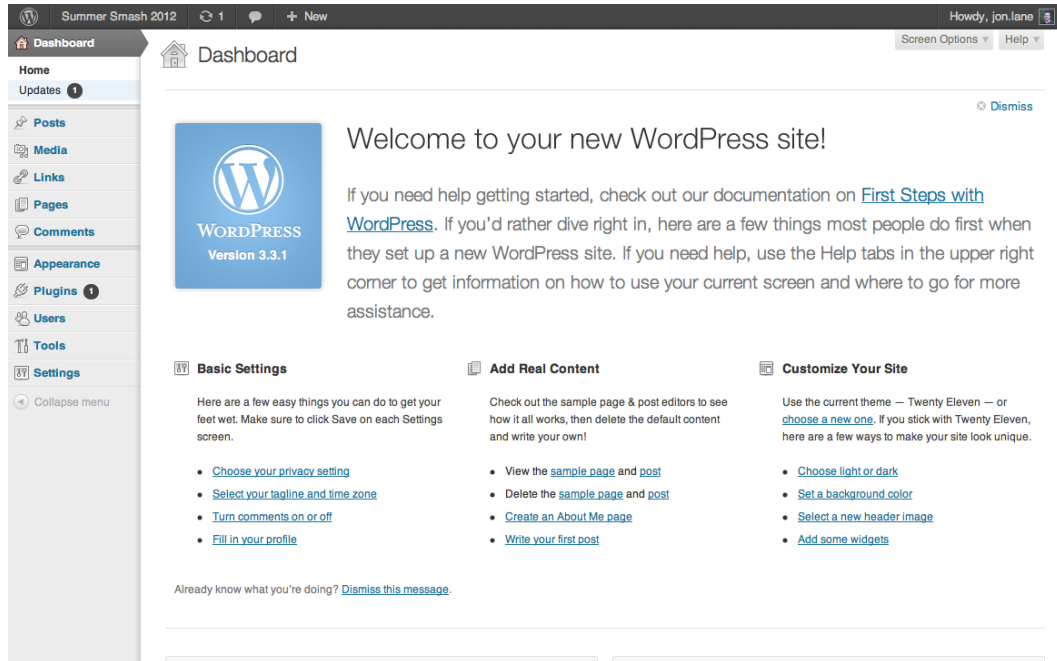 Summer Smash 2012 1 + New Howdy, jon.lane
Dashboard
Home
Updates 1
Posts
Media
Links
Pages
Comments
Appearance
Plugins 1
Users
Tools
Settings
Collapse menu
Screen Options Help
Dashboard
Dismiss
WORDPRESS
Version 3.3.1
Welcome to your new WordPress site!
If you need help getting started, check out our documentation on First Steps with
WordPress. If you'd rather dive right in, here are a few things most people do first when
they set up a new WordPress site. If you need help, use the Help tabs in the upper right
corner to get information on how to use your current screen and where to go for more
assistance.
Basic Settings
Here are a few easy things you can do to get your
feet wet. Make sure to click Save on each Settings
screen.
• Choose your privacy setting
• Select your tagline and time zone
• Turn comments on or off
• Fill in your profile
Add Real Content
Check out the sample page & post editors to see
how it all works, then delete the default content
and write your own!
• View the sample page and post
• Delete the sample page and post
• Create an About Me page
• Write your first post
Customize Your Site
Use the current theme — Twenty Eleven — or
choose a new one. If you stick with Twenty Eleven,
here are a few ways to make your site look unique.
• Choose light or dark
• Set a background color
• Select a new header image
• Add some widgets
Already know what you're doing? Dismiss this message.